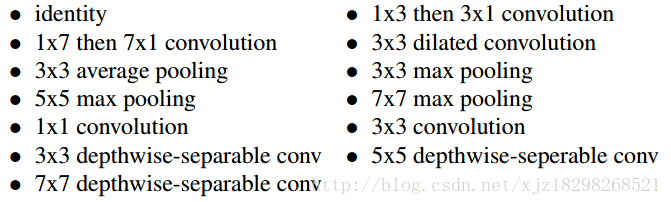 • identity
• 1x7 then 7x1 convolution
• 3x3 average pooling
• 5x5 max pooling
• 1x1 convolution
• 3x3 depthwise-separable conv
• 7x7 depthwise-separable conv
• 1x3 then 3x1 convolution
• 3x3 dilated convolution
• 3x3 max pooling
• 7x7 max pooling
• 3x3 convolution
• 5x5 depthwise-seperable conv
http://blog.csdn.net/xjz18298268521